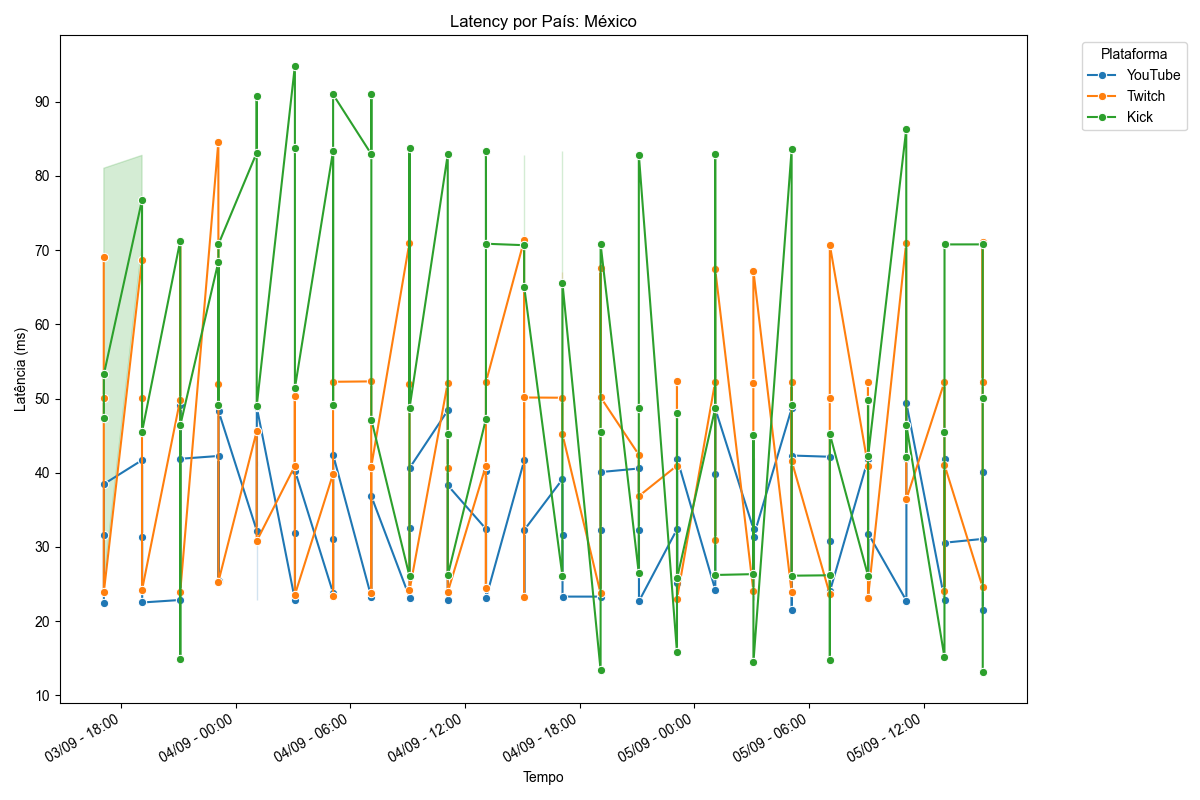 Latency por País: México
Plataforma
YouTube
Twitch
Kick
Latência (ms)
90
80
70
60
50
40
30
20
10
03/09 - 18:00
04/09 - 00:00
04/09 - 06:00
04/09 - 12:00
04/09 - 18:00
05/09 - 00:00
05/09 - 06:00
05/09 - 12:00
Tempo